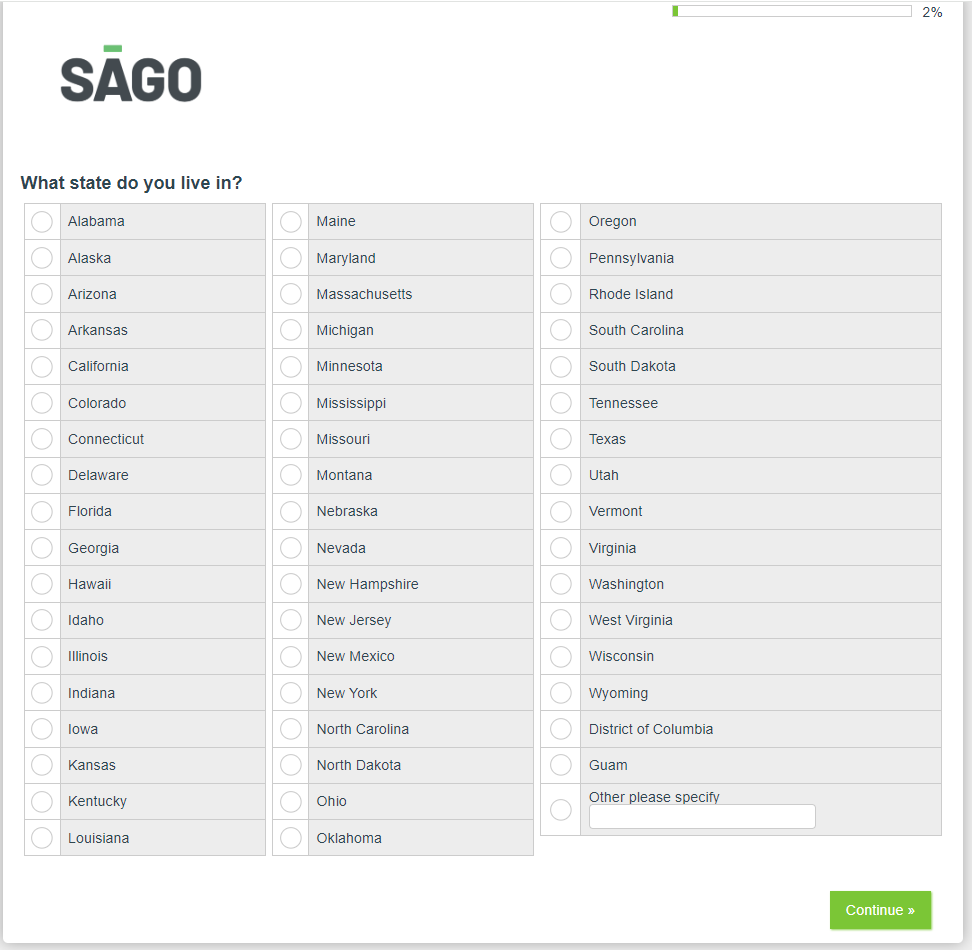 2%
SĀGO
What state do you live in?
Alabama
Alaska
Arizona
Arkansas
California
Colorado
Connecticut
Delaware
Florida
Georgia
Hawaii
Idaho
Illinois
Indiana
Iowa
Kansas
Kentucky
Louisiana
Maine
Maryland
Massachusetts
Michigan
Minnesota
Mississippi
Missouri
Montana
Nebraska
Nevada
New Hampshire
New Jersey
New Mexico
New York
North Carolina
North Dakota
Ohio
Oklahoma
Oregon
Pennsylvania
Rhode Island
South Carolina
South Dakota
Tennessee
Texas
Utah
Vermont
Virginia
Washington
West Virginia
Wisconsin
Wyoming
District of Columbia
Guam
Other please specify
Continue »